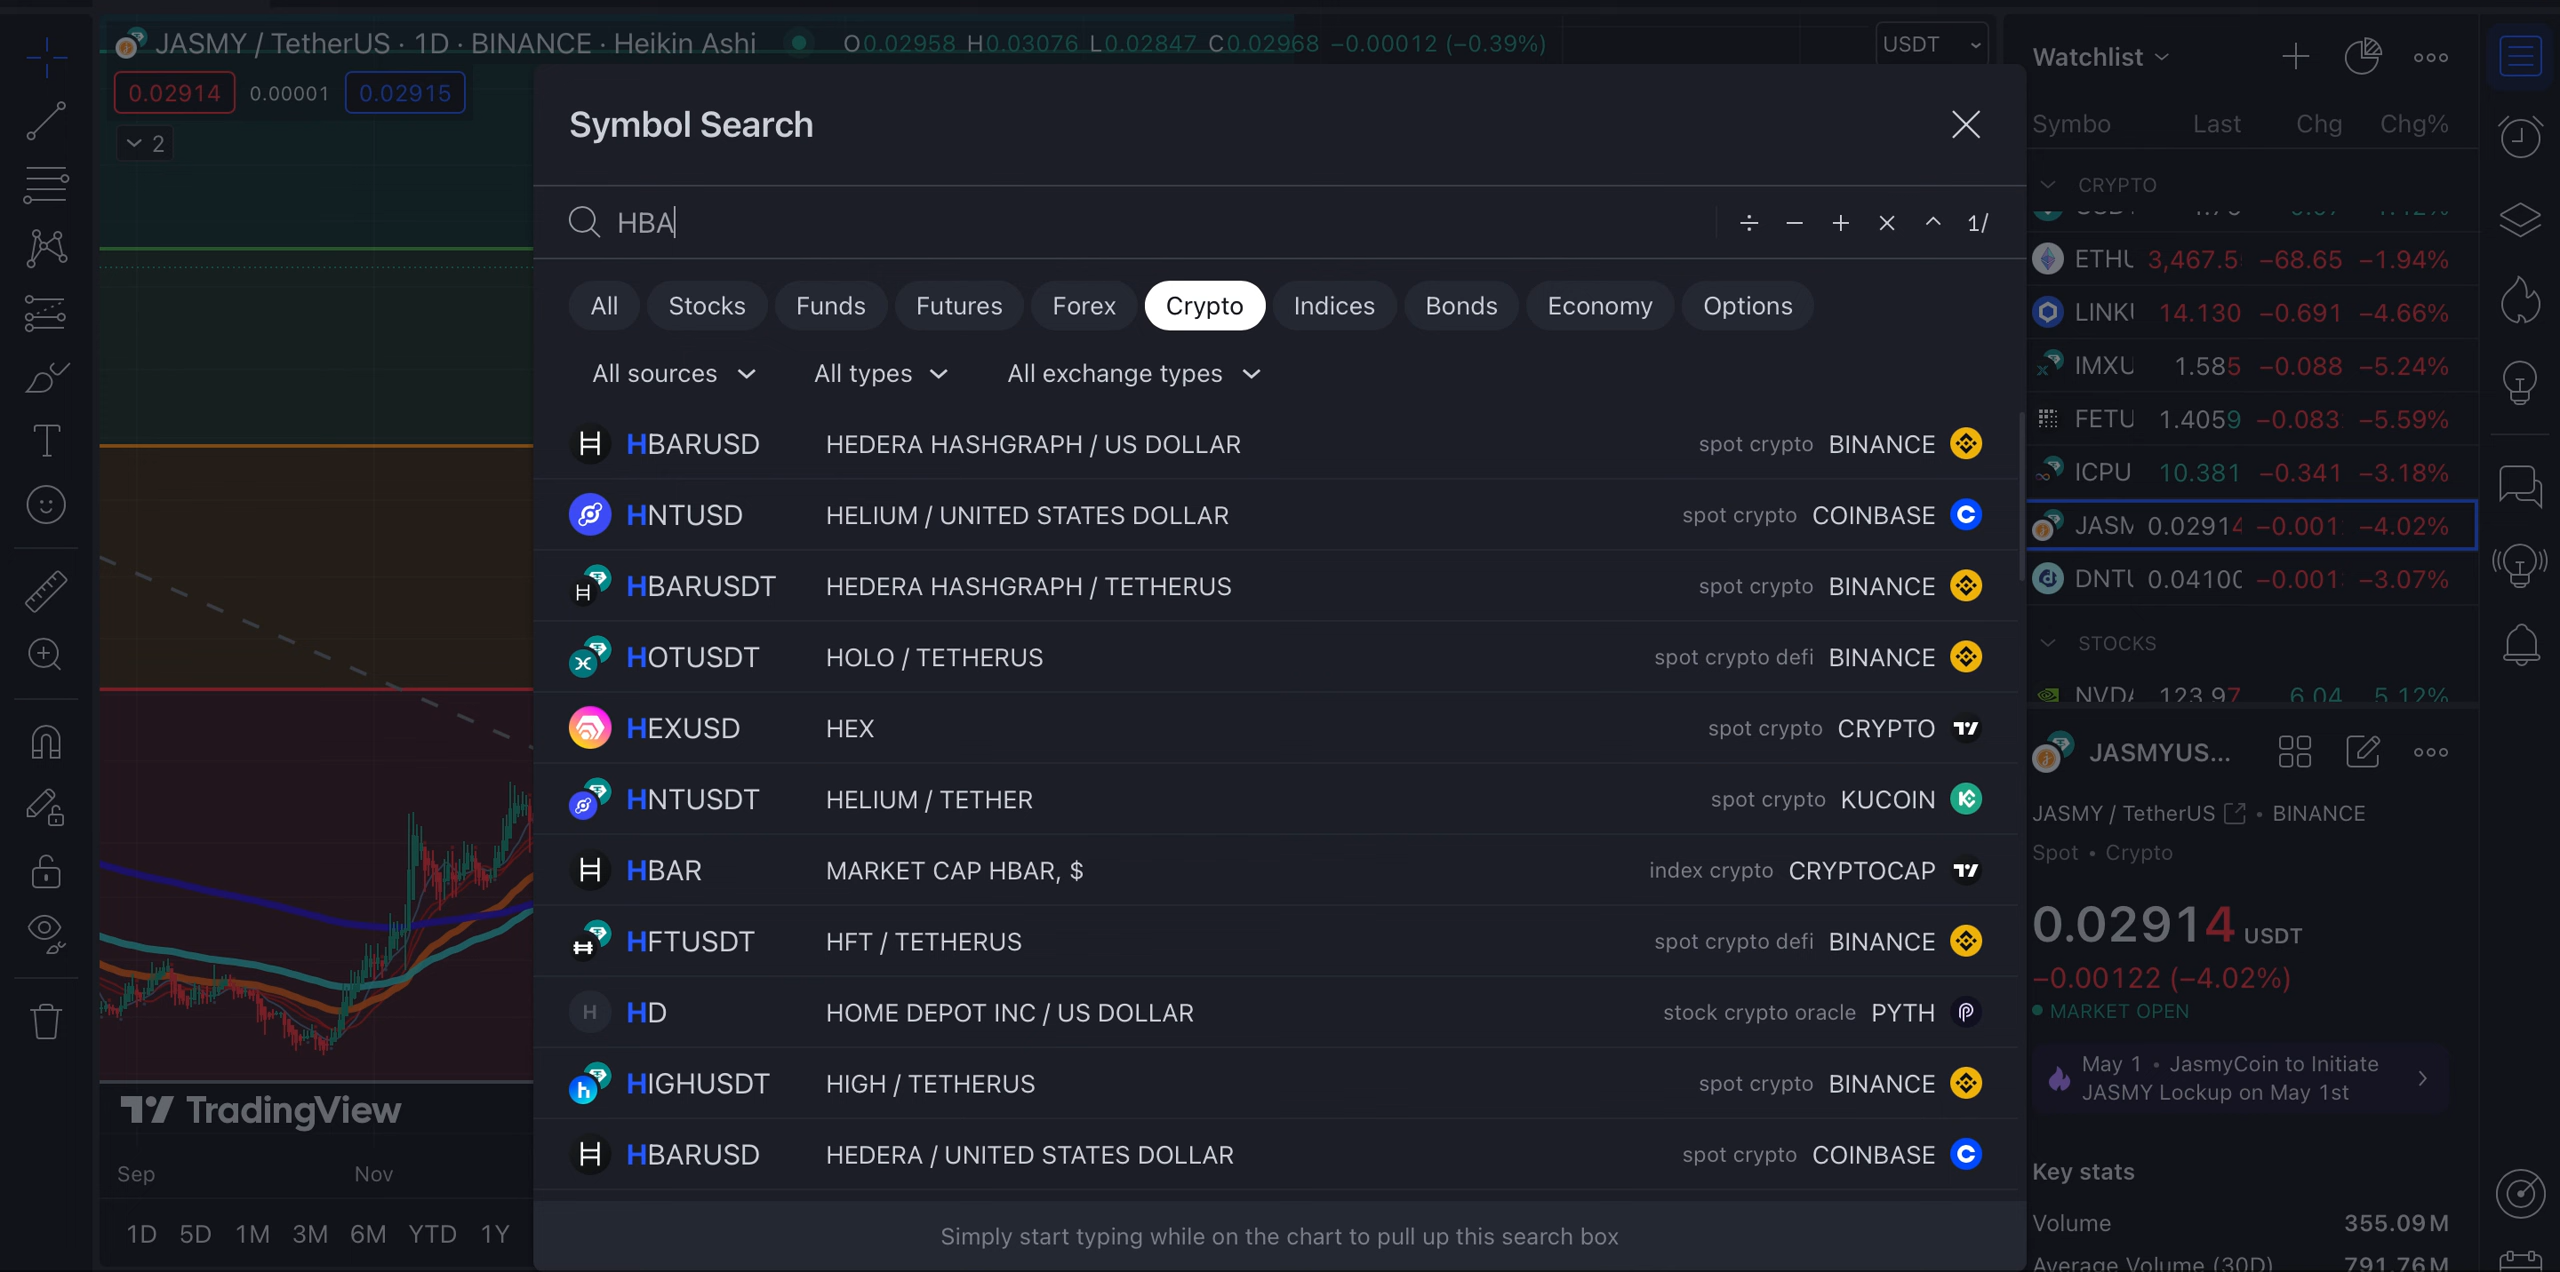 JASMY / TetherUS · 1D · BINANCE · Heikin Ashi
O0.02958 H0.03076 L0.02847 C0.02968 −0.00012 (−0.39%)
USDT
0.02914 0.00001 0.02915
2
Symbol Search
HBA
÷ − + × ^ 1/
All Stocks Funds Futures Forex Crypto Indices Bonds Economy Options
All sources All types All exchange types
HBARUSD HEDERA HASHGRAPH / US DOLLAR spot crypto BINANCE
HNTUSD HELIUM / UNITED STATES DOLLAR spot crypto COINBASE
HBARUSDT HEDERA HASHGRAPH / TETHERUS spot crypto BINANCE
HOTUSDT HOLO / TETHERUS spot crypto defi BINANCE
HEXUSD HEX spot crypto CRYPTO
HNTUSDT HELIUM / TETHER spot crypto KUCOIN
HBAR MARKET CAP HBAR, $ index crypto CRYPTOCAP
HFTUSDT HFT / TETHERUS spot crypto defi BINANCE
H HD HOME DEPOT INC / US DOLLAR stock crypto oracle PYTH
HIGHUSDT HIGH / TETHERUS spot crypto BINANCE
HBARUSD HEDERA / UNITED STATES DOLLAR spot crypto COINBASE
Simply start typing while on the chart to pull up this search box
TradingView
Sep Nov
1D 5D 1M 3M 6M YTD 1Y
Watchlist
Symbo Last Chg Chg%
CRYPTO
ETHU 3,467.5 −68.65 −1.94%
LINKU 14.130 −0.691 −4.66%
IMXU 1.585 −0.088 −5.24%
FETU 1.4059 −0.083 −5.59%
ICPU 10.381 −0.341 −3.18%
JASM 0.02914 −0.001 −4.02%
DNTU 0.04100 −0.001 −3.07%
STOCKS
NVDA 123.97 6.04 5.12%
JASMYUS...
JASMY / TetherUS • BINANCE
Spot • Crypto
0.02914 USDT
−0.00122 (−4.02%)
MARKET OPEN
May 1 • JasmyCoin to Initiate
JASMY Lockup on May 1st
Key stats
Volume 355.09M
Average Volume (30D) 791.76M